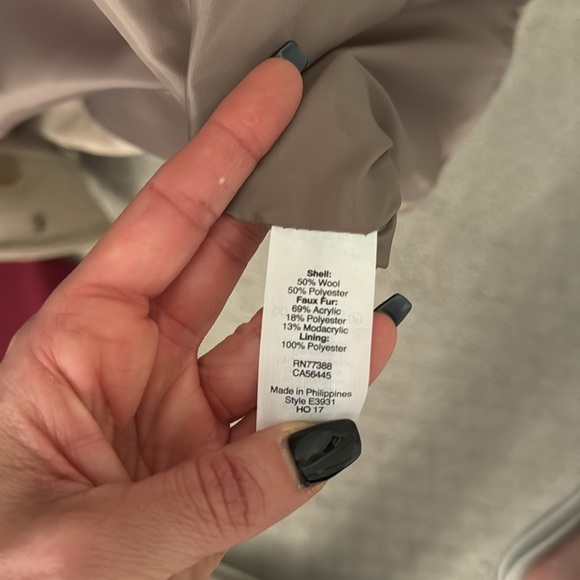 Shell:
50% Wool
50% Polyester
Faux Fur:
69% Acrylic
18% Polyester
13% Modacrylic
Lining:
100% Polyester
RN77388
CA56445
Made in Philippines
Style E3931
HO 17